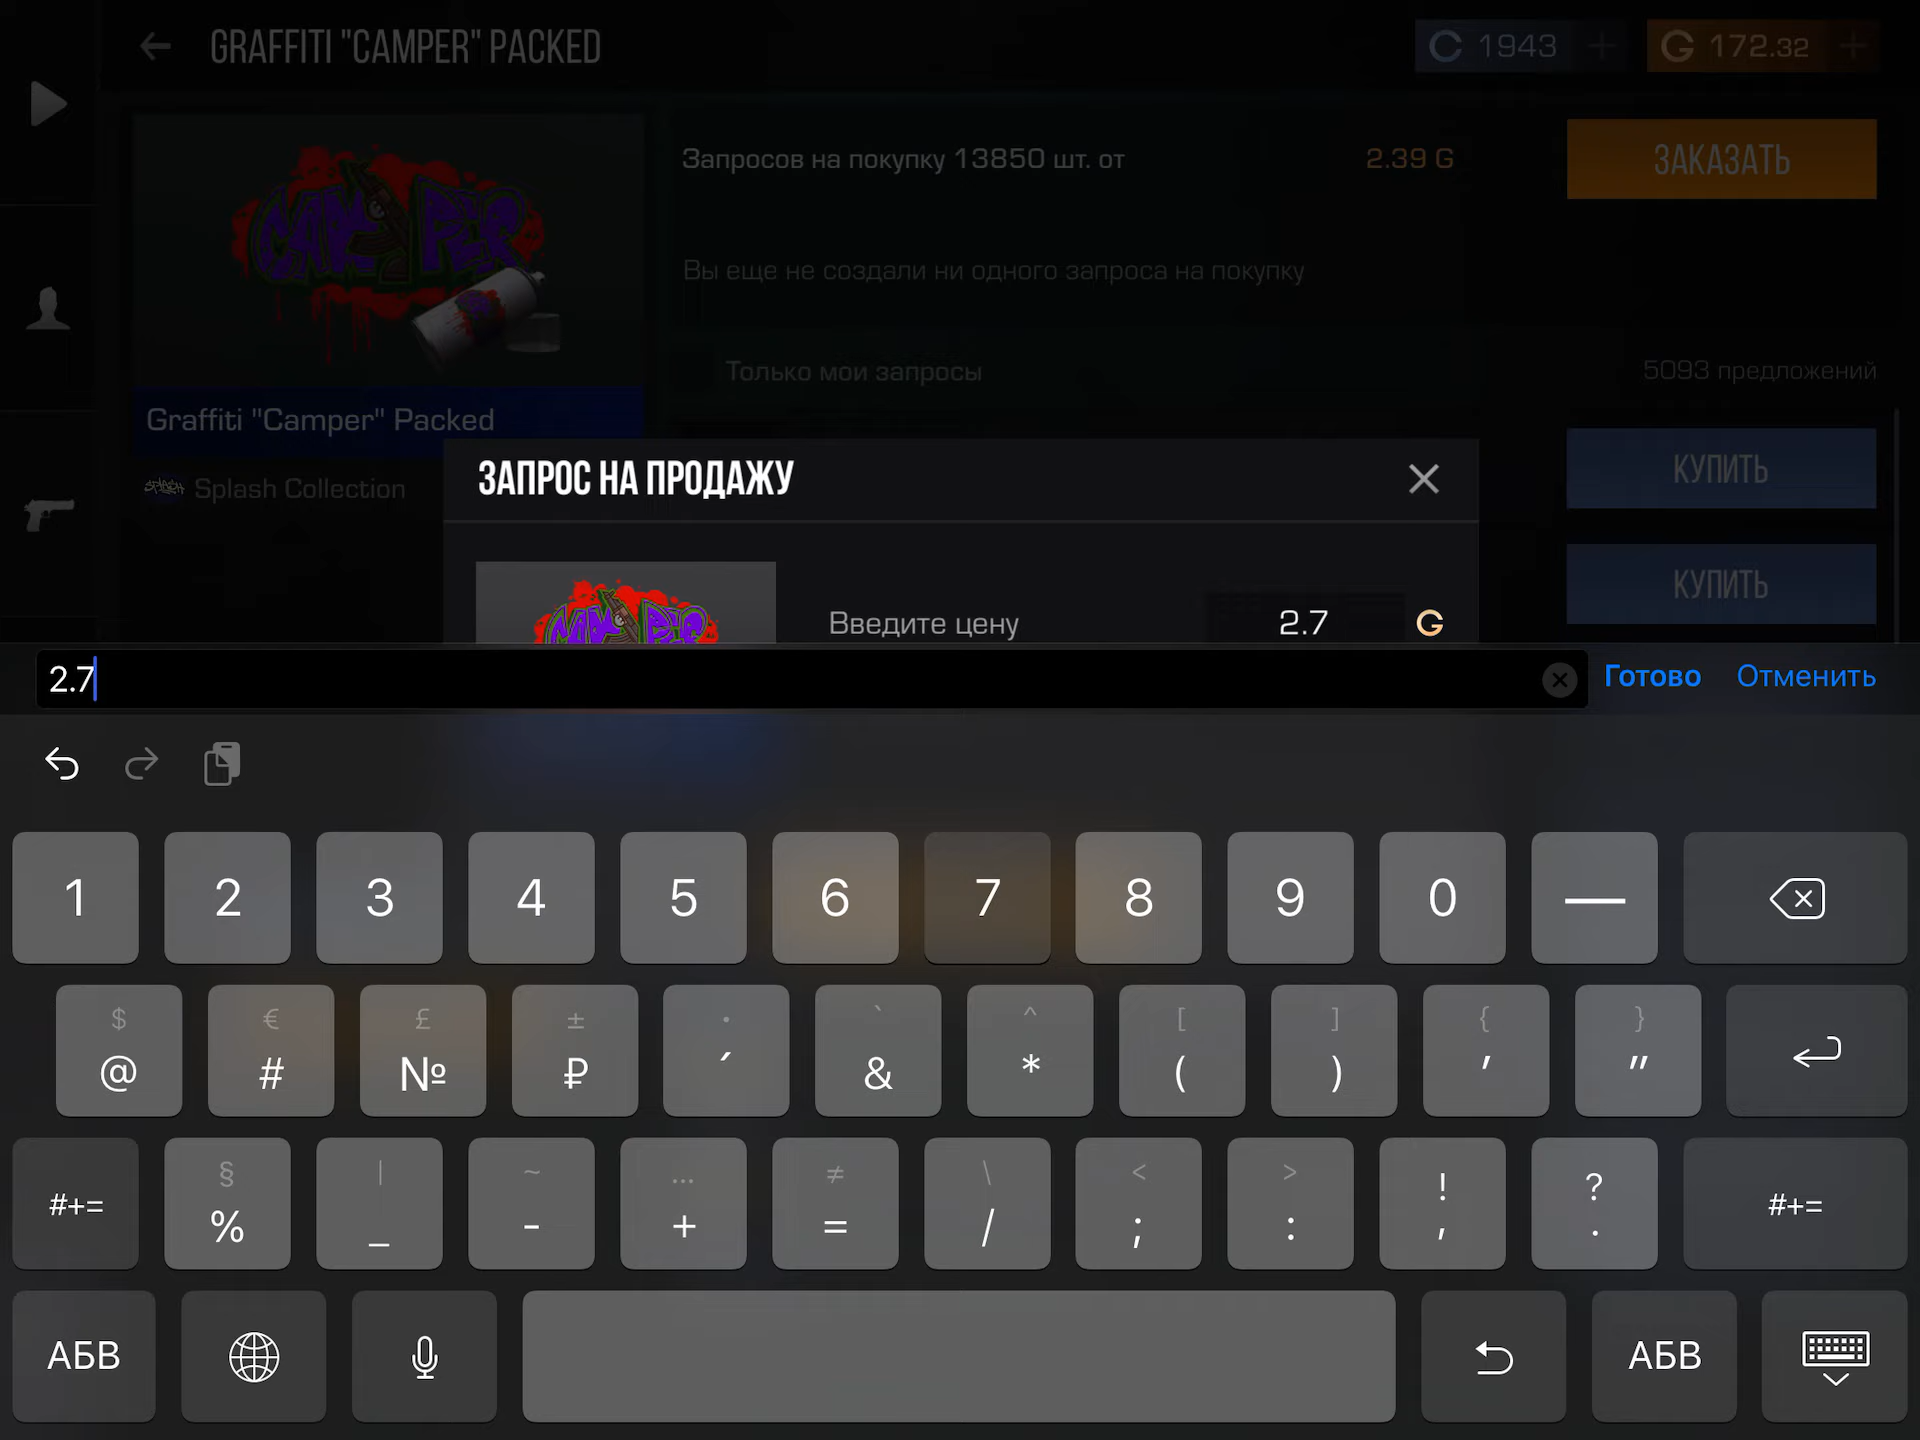 GRAFFITI "CAMPER" PACKED
C 1943 +
G 172.32 +
CAMPER
Запросов на покупку 13850 шт. от 2.39 G
ЗАКАЗАТЬ
Вы еще не создали ни одного запроса на покупку
Только мои запросы
5093 предложений
Graffiti "Camper" Packed
SPLASH Splash Collection
КУПИТЬ
КУПИТЬ
ЗАПРОС НА ПРОДАЖУ
CAMPER
Введите цену 2.7 G
2.7 Готово Отменить
1 2 3 4 5 6 7 8 9 0 —
$ € £ ± · ` ^ [ ] { }
@ # № ₽ ´ & * ( ) ' "
§ | ~ ... ≠ \ < > ! ?
#+= % _ - + = / ; : , . #+=
АБВ АБВ